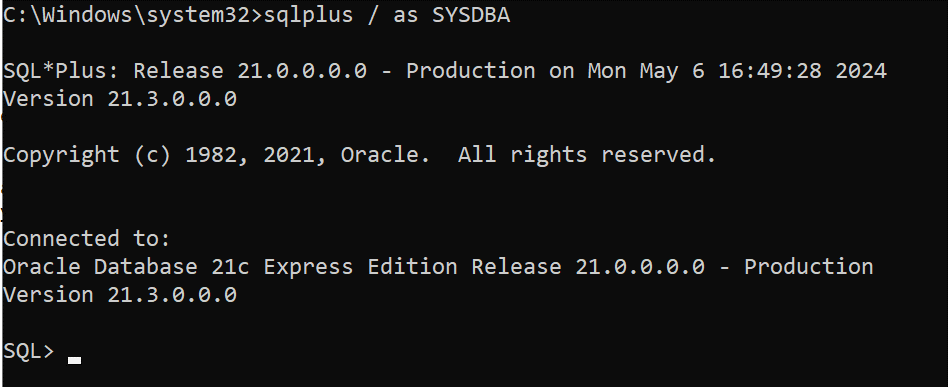 C:\Windows\system32>sqlplus / as SYSDBA
SQL*Plus: Release 21.0.0.0.0 - Production on Mon May 6 16:49:28 2024
Version 21.3.0.0.0
Copyright (c) 1982, 2021, Oracle.  All rights reserved.
Connected to:
Oracle Database 21c Express Edition Release 21.0.0.0.0 - Production
Version 21.3.0.0.0
SQL>